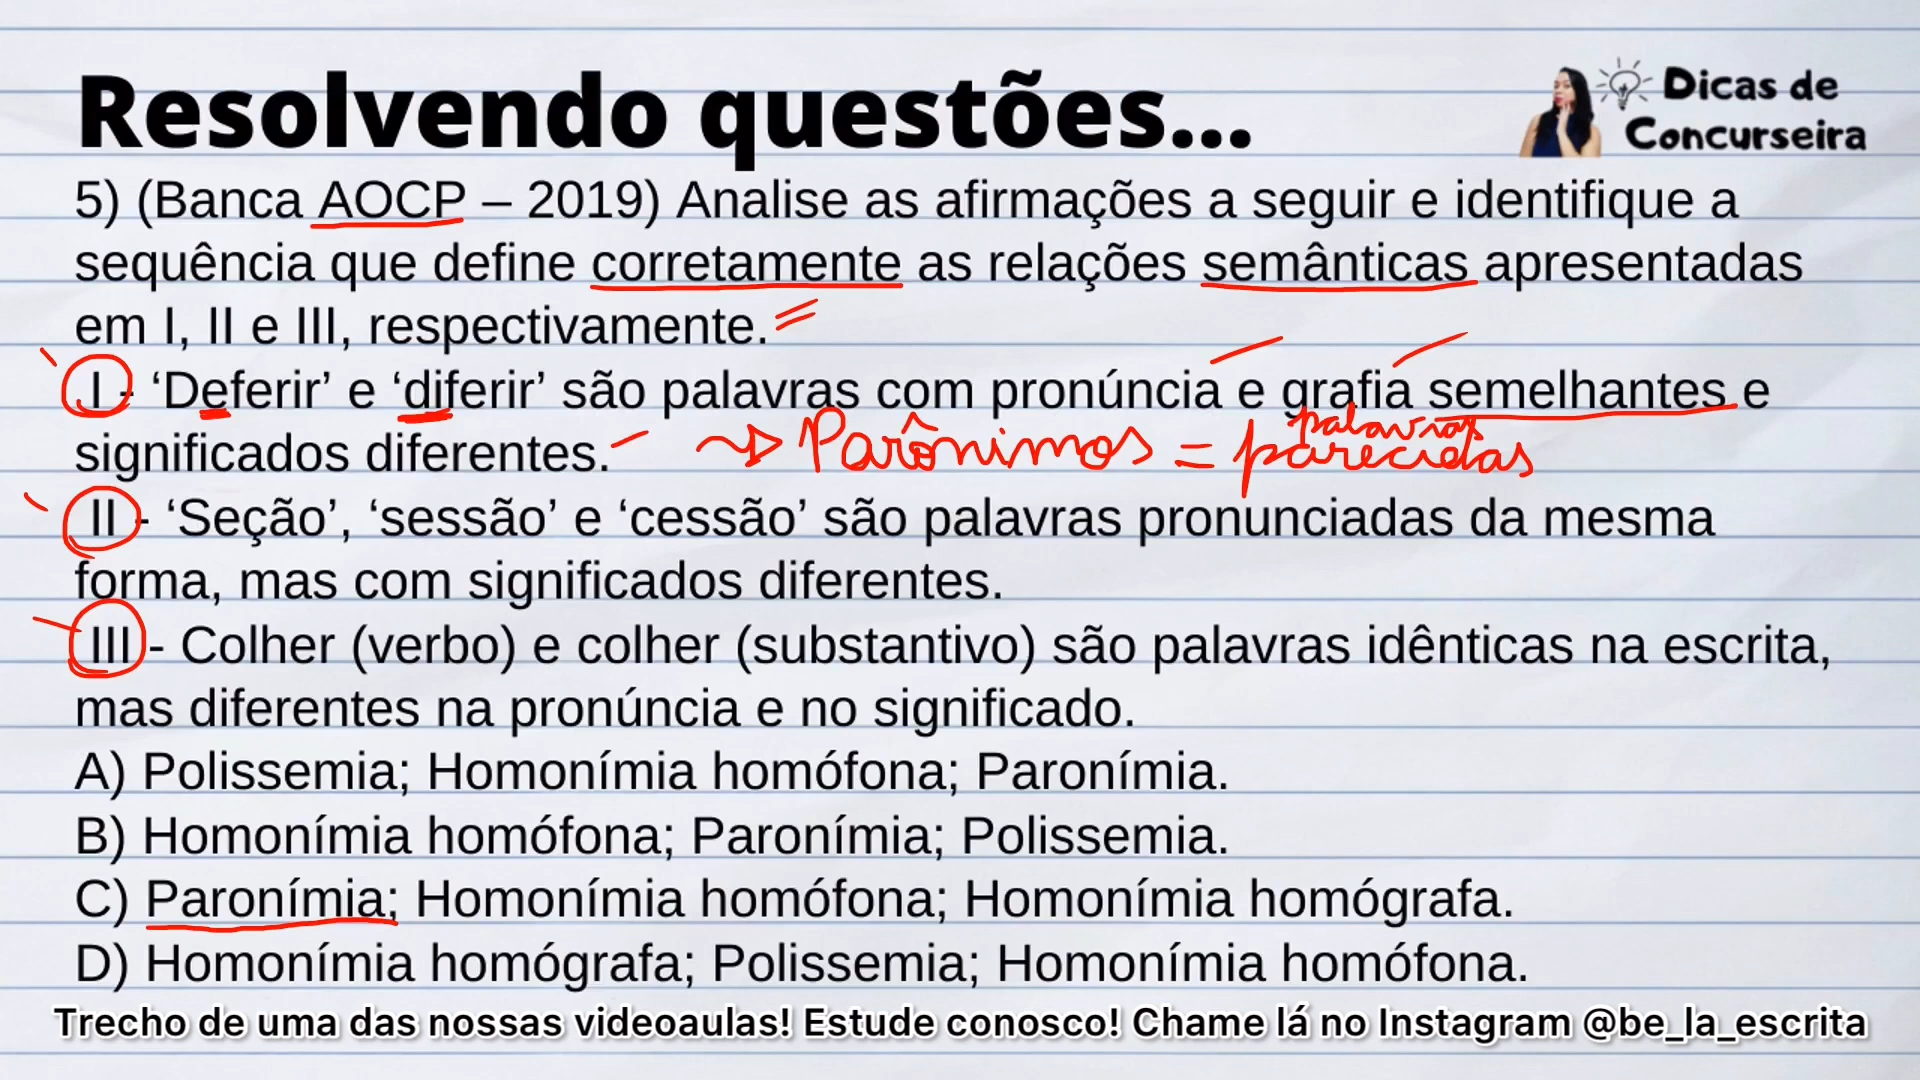 Resolvendo questões...
Dicas de
Concurseira
5) (Banca AOCP – 2019) Analise as afirmações a seguir e identifique a
sequência que define corretamente as relações semânticas apresentadas
em I, II e III, respectivamente.
I - ‘Deferir’ e ‘diferir’ são palavras com pronúncia e grafia semelhantes e
palavras
significados diferentes. Parônimos = parecidas
II - ‘Seção’, ‘sessão’ e ‘cessão’ são palavras pronunciadas da mesma
forma, mas com significados diferentes.
III - Colher (verbo) e colher (substantivo) são palavras idênticas na escrita,
mas diferentes na pronúncia e no significado.
A) Polissemia; Homonímia homófona; Paronímia.
B) Homonímia homófona; Paronímia; Polissemia.
C) Paronímia; Homonímia homófona; Homonímia homógrafa.
D) Homonímia homógrafa; Polissemia; Homonímia homófona.
Trecho de uma das nossas videoaulas! Estude conosco! Chame lá no Instagram @be_la_escrita